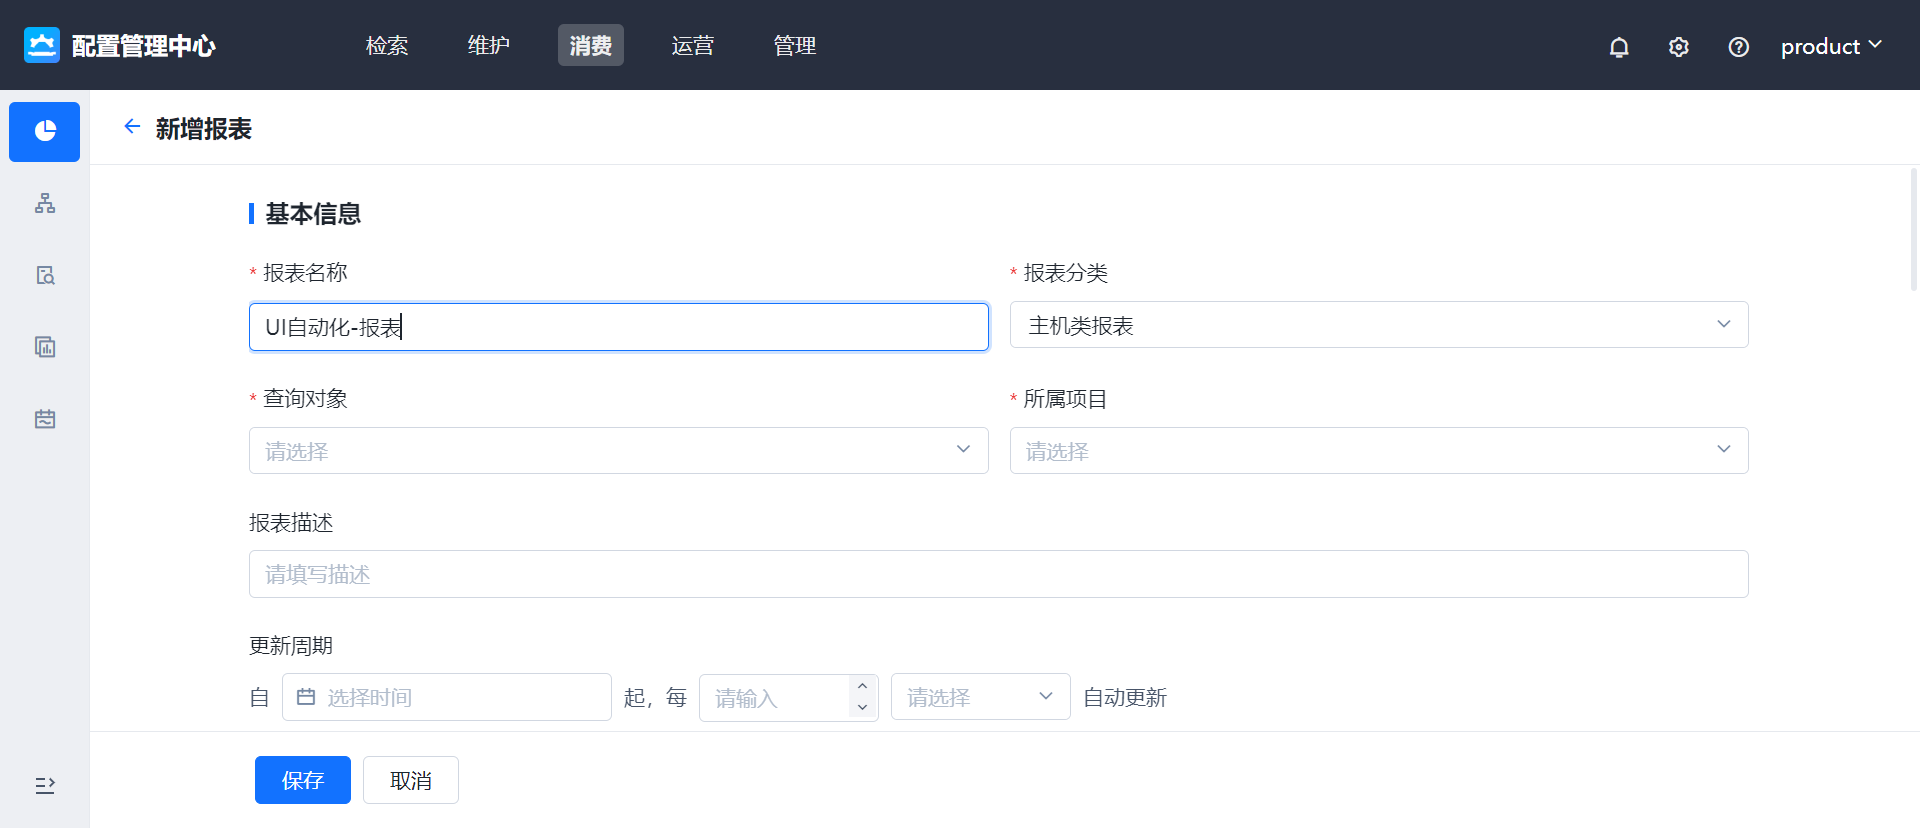 配置管理中心 检索 维护 消费 运营 管理 product
新增报表
基本信息
* 报表名称 * 报表分类
UI自动化-报表 主机类报表
* 查询对象 * 所属项目
请选择 请选择
报表描述
请填写描述
更新周期
自 选择时间 起，每 请输入 请选择 自动更新
保存 取消